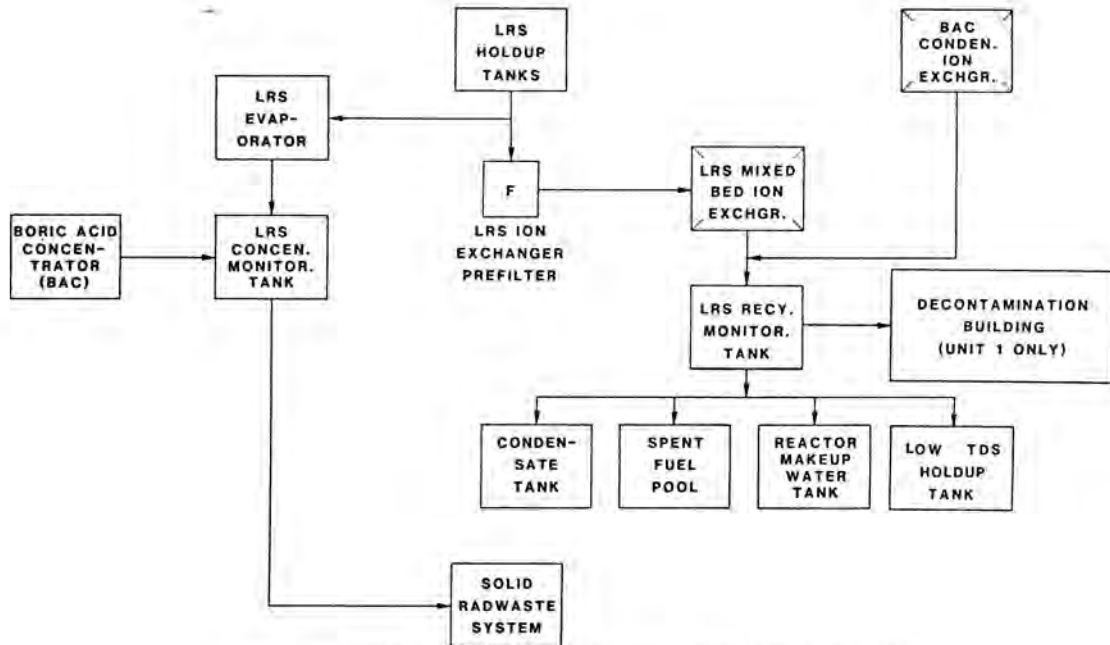 LRS
HOLDUP
TANKS
BAC
CONDEN.
ION
EXCHGR.
LRS
EVAP-
ORATOR
LRS MIXED
BED ION
EXCHGR.
F
LRS ION
EXCHANGER
PREFILTER
BORIC ACID
CONCEN-
TRATOR
(BAC)
LRS
CONCEN.
MONITOR.
TANK
LRS RECY.
MONITOR.
TANK
DECONTAMINATION
BUILDING
(UNIT 1 ONLY)
CONDEN-
SATE
TANK
SPENT
FUEL
POOL
REACTOR
MAKEUP
WATER
TANK
LOW TDS
HOLDUP
TANK
SOLID
RADWASTE
SYSTEM